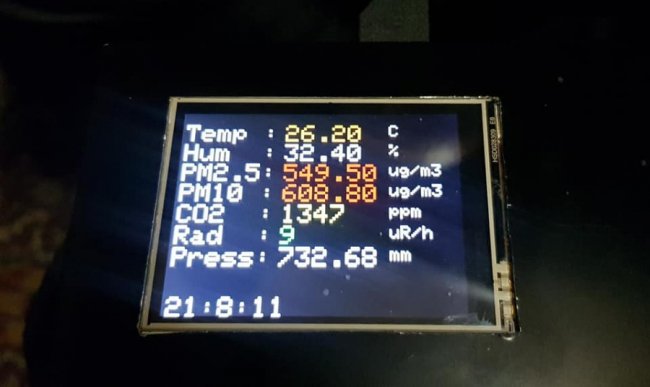 Temp : 26.20 C
Hum : 32.40 %
PM2.5: 549.50 ug/m3
PM10 : 608.80 ug/m3
CO2 : 1347 ppm
Rad : 9 uR/h
Press: 732.68 mm
21:8:11